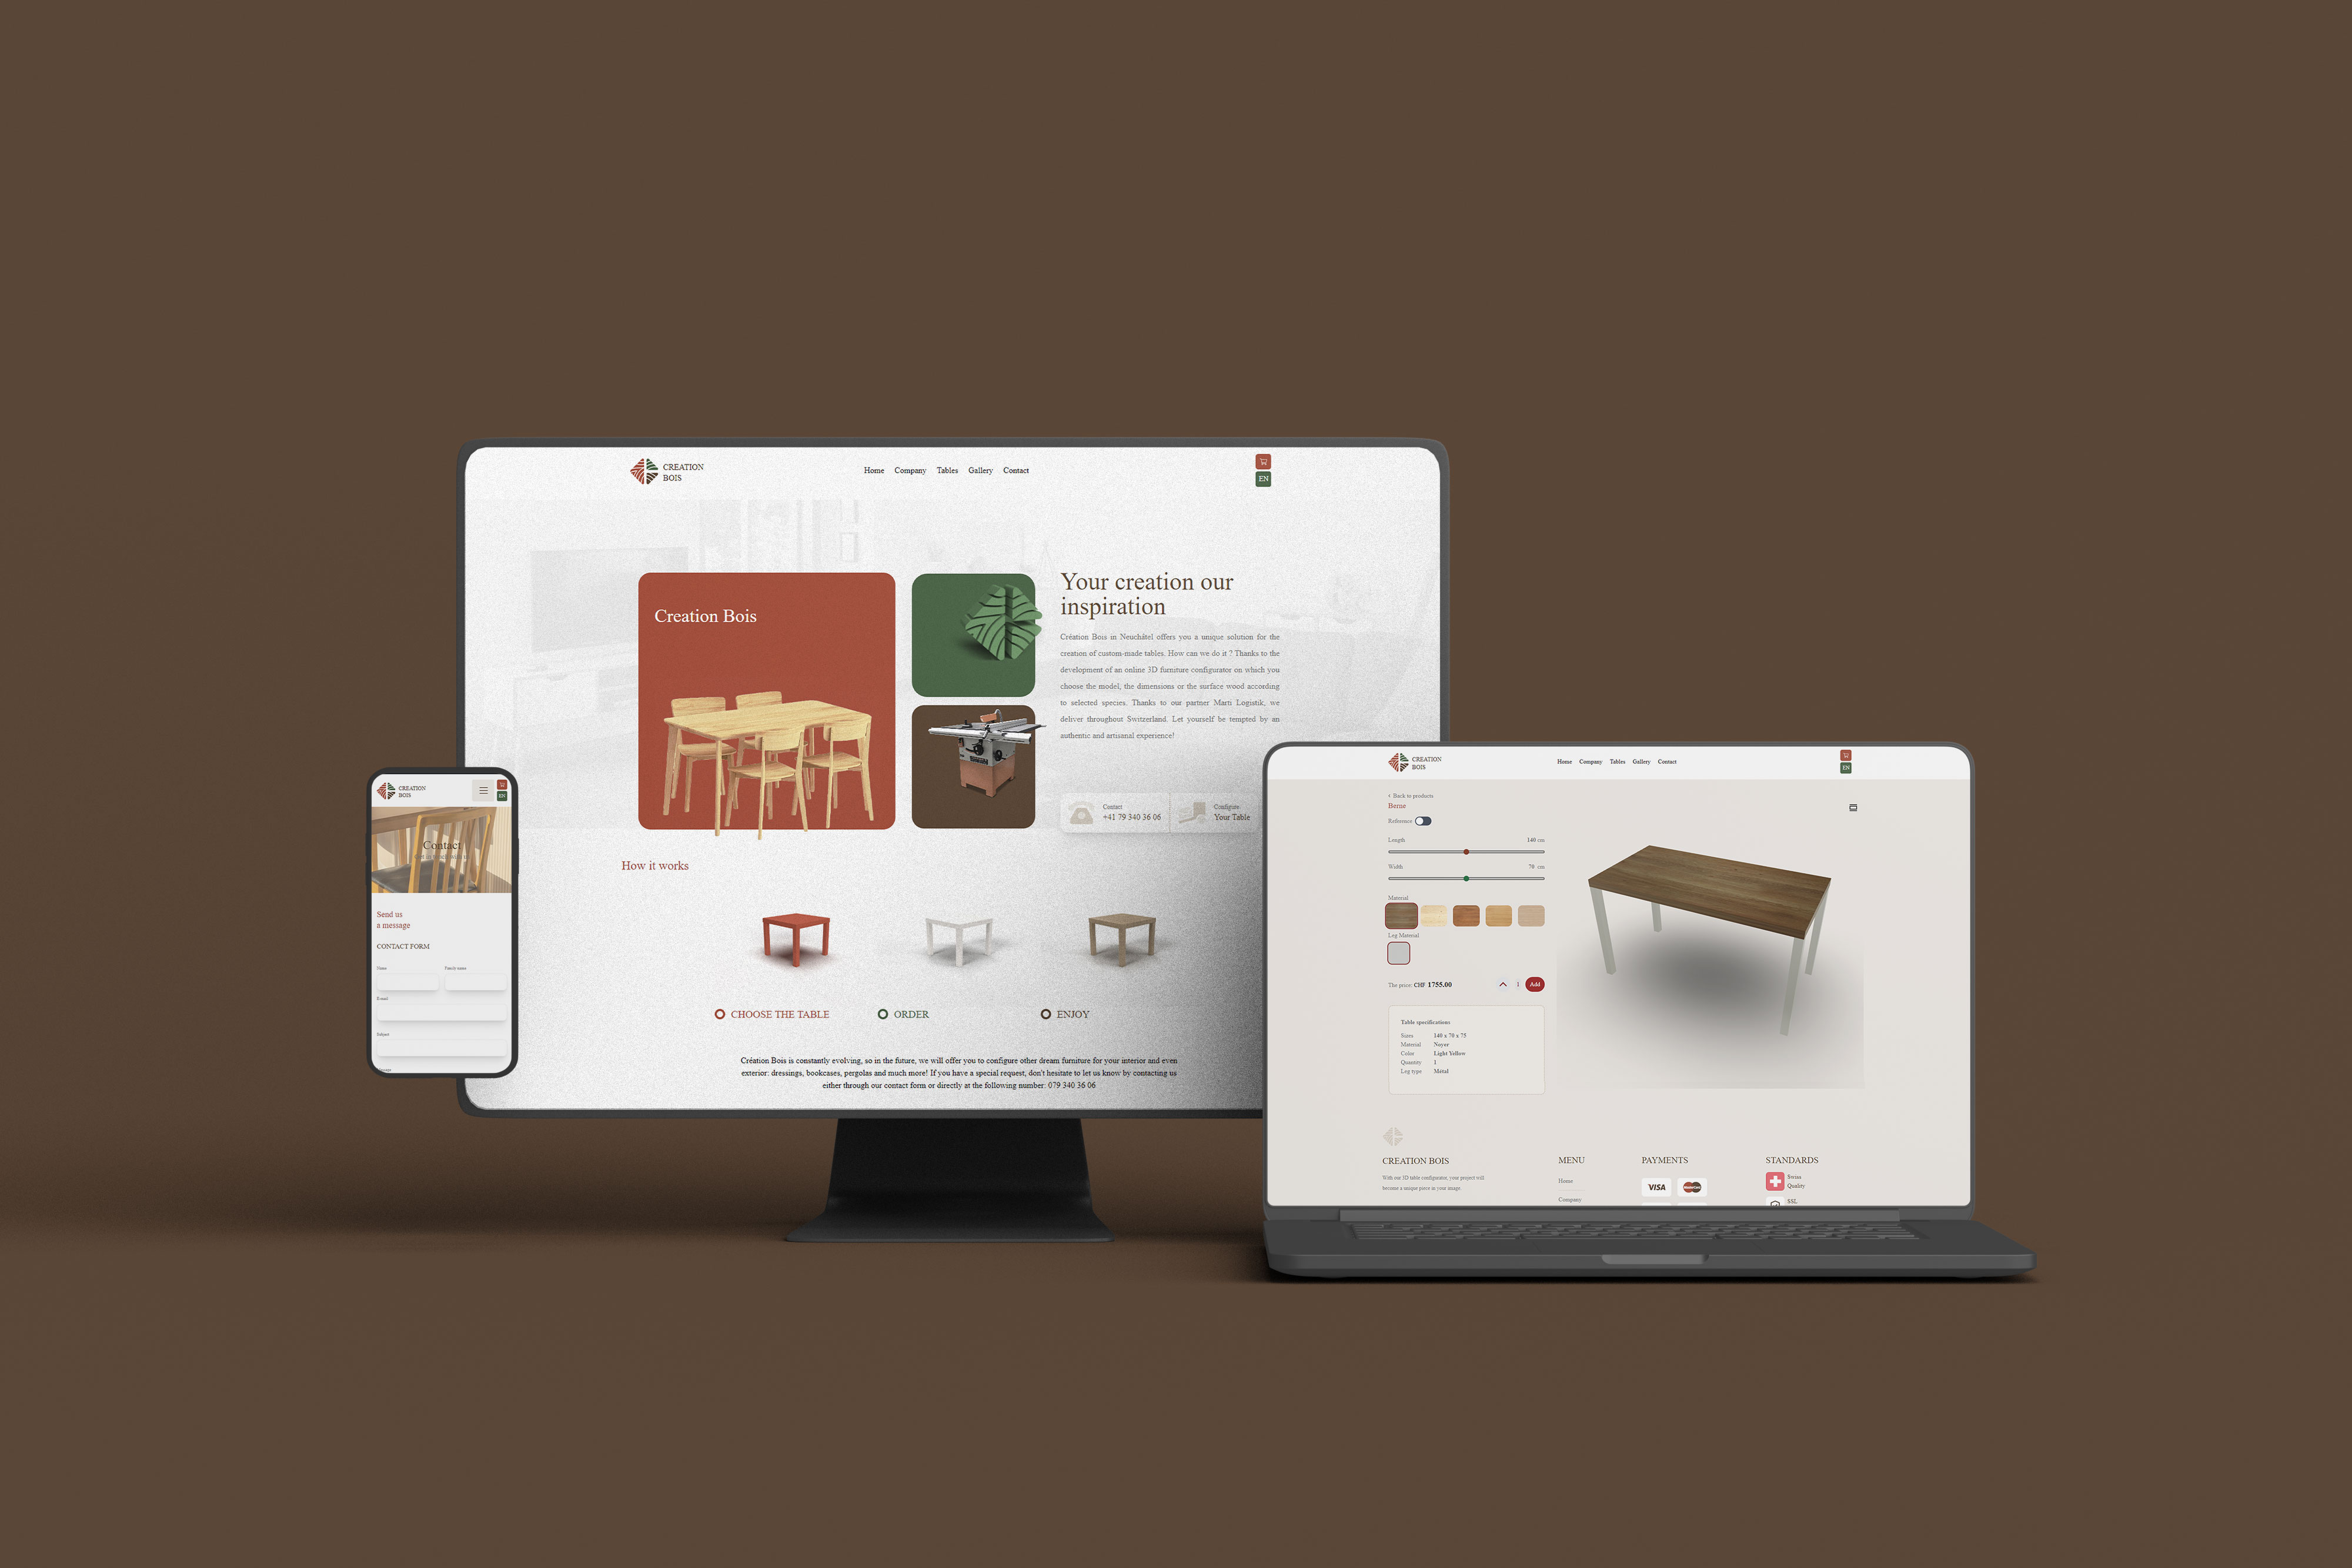 CREATION
BOIS
Home Company Tables Gallery Contact
EN
Creation Bois
Your creation our
inspiration
Création Bois in Neuchâtel offers you a unique solution for the
creation of custom-made tables. How can we do it ? Thanks to the
development of an online 3D furniture configurator on which you
choose the model, the dimensions or the surface wood according
to selected species. Thanks to our partner Marti Logistik, we
deliver throughout Switzerland. Let yourself be tempted by an
authentic and artisanal experience!
Contact
+41 79 340 36 06
Configure
Your Table
How it works
CHOOSE THE TABLE
ORDER
ENJOY
Création Bois is constantly evolving, so in the future, we will offer you to configure other dream furniture for your interior and even
exterior: dressings, bookcases, pergolas and much more! If you have a special request, don't hesitate to let us know by contacting us
either through our contact form or directly at the following number: 079 340 36 06
CREATION
BOIS
EN
Contact
Send us
a message
CONTACT FORM
Name Family name
E-mail
Subject
CREATION
BOIS
Home Company Tables Gallery Contact
EN
‹ Back to products
Berne
Reference
Length 140 cm
Width 70 cm
Material
Leg Material
The price: CHF 1755.00
1
Add
Table specifications
Sizes 140 x 70 x 75
Material Noyer
Color Light Yellow
Quantity 1
Leg type Métal
CREATION BOIS
With our 3D table configurator, your project will
become a unique piece in your image.
MENU
Home
Company
PAYMENTS
VISA
MasterCard
STANDARDS
Swiss
Quality
SSL